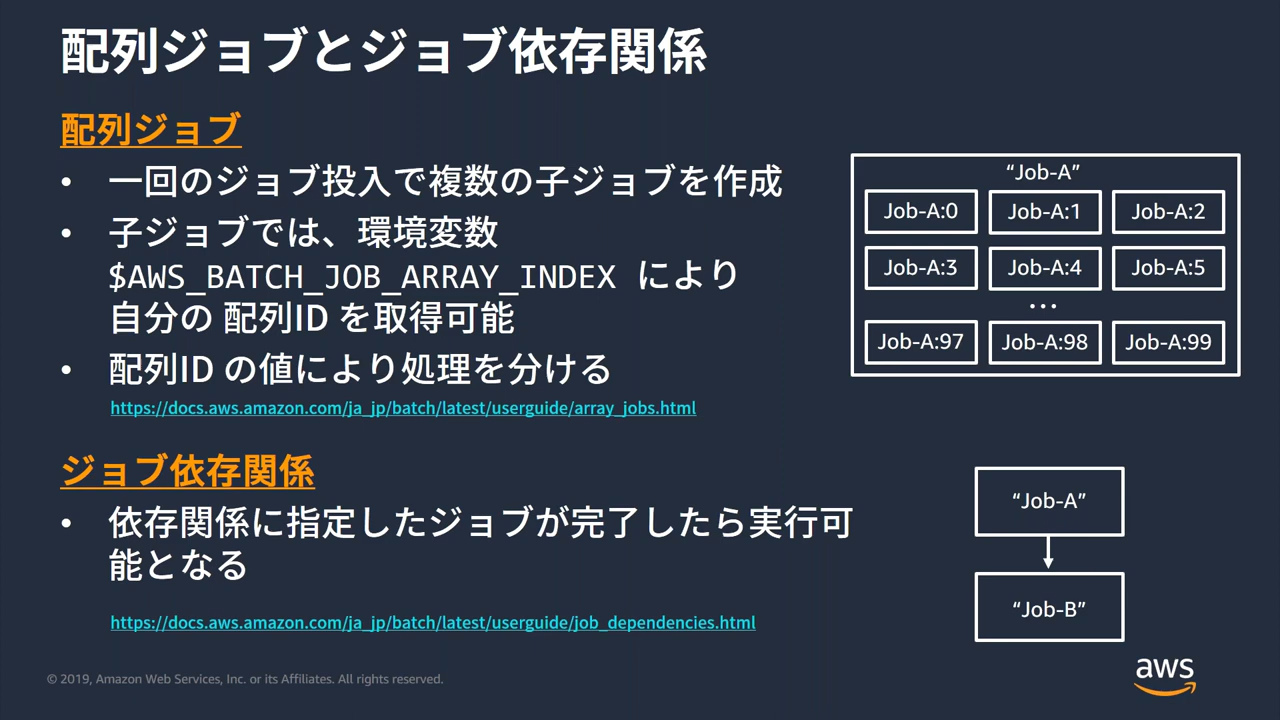 配列ジョブとジョブ依存関係
配列ジョブ
• 一回のジョブ投入で複数の子ジョブを作成
• 子ジョブでは、環境変数
$AWS_BATCH_JOB_ARRAY_INDEX により
自分の 配列ID を取得可能
• 配列ID の値により処理を分ける
https://docs.aws.amazon.com/ja_jp/batch/latest/userguide/array_jobs.html
“Job-A”
Job-A:0 Job-A:1 Job-A:2
Job-A:3 Job-A:4 Job-A:5
…
Job-A:97 Job-A:98 Job-A:99
ジョブ依存関係
• 依存関係に指定したジョブが完了したら実行可
能となる
https://docs.aws.amazon.com/ja_jp/batch/latest/userguide/job_dependencies.html
“Job-A”
“Job-B”
© 2019, Amazon Web Services, Inc. or its Affiliates. All rights reserved.
aws